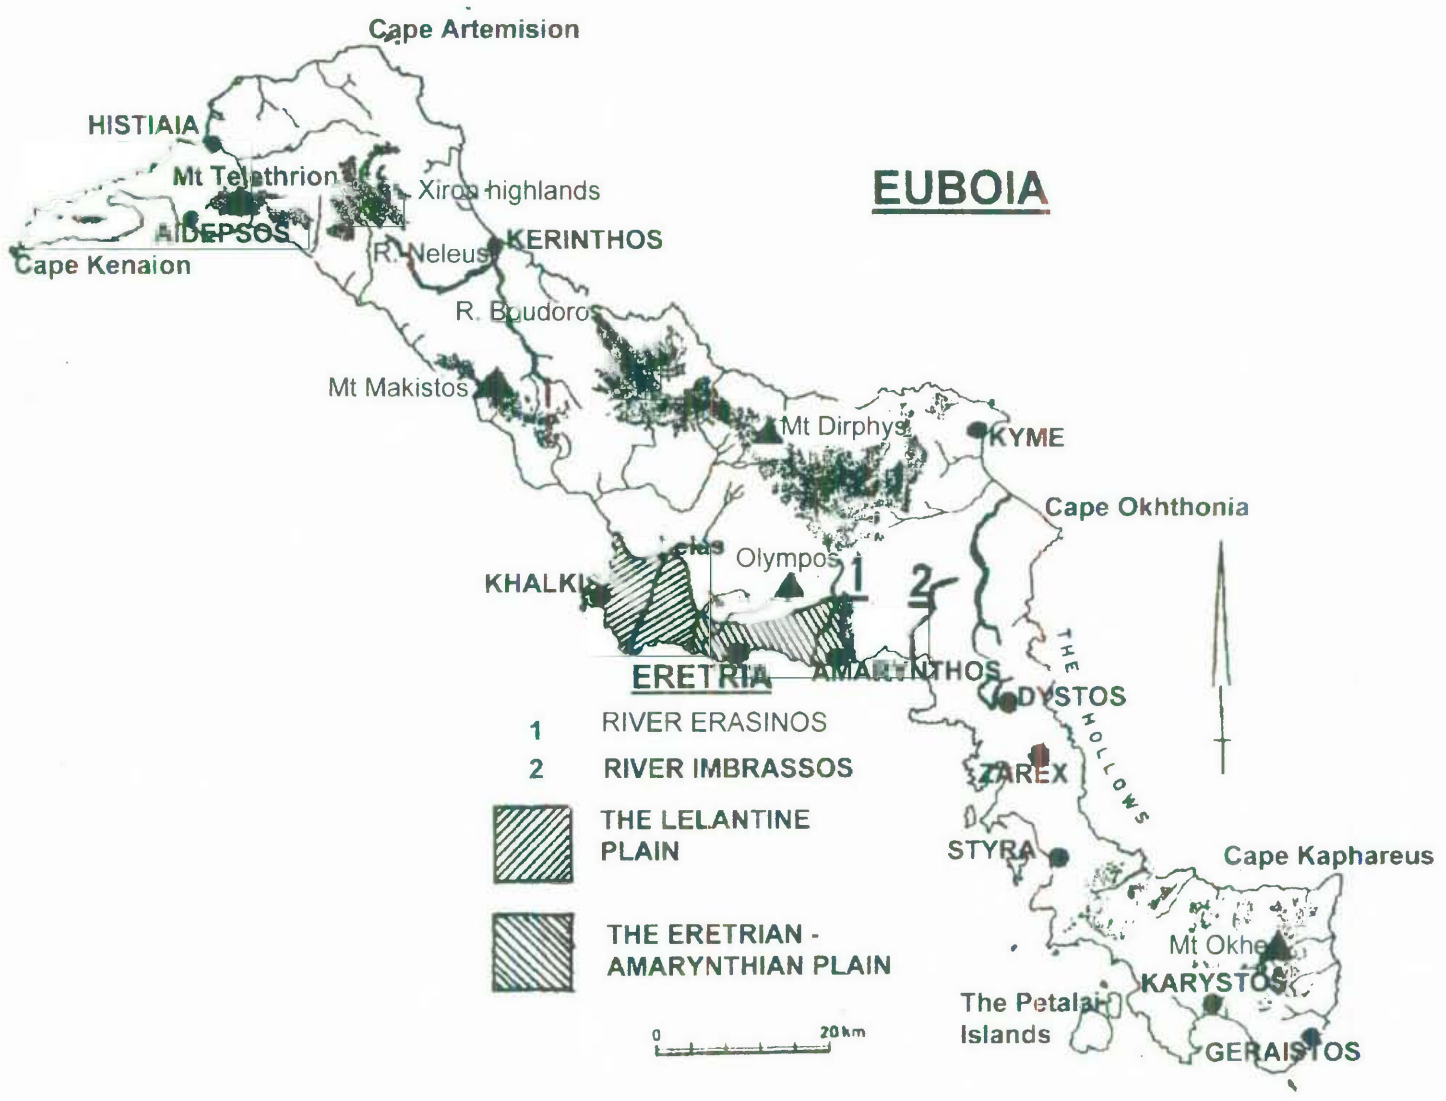 Cape Artemision
HISTIAIA
EUBOIA
Mt Telethrion
Xiron highlands
AIDEPSOS
KERINTHOS
R. Neleus
Cape Kenaion
R. Boudoros
Mt Makistos
Mt Dirphys
KYME
Cape Okhthonia
Olympos
1
2
KHALKI
ERETRIA
AMARYNTHOS
THE HOLLOWS
DYSTOS
1 RIVER ERASINOS
2 RIVER IMBRASSOS
ZAREX
THE LELANTINE
PLAIN
STYRA
Cape Kaphareus
THE ERETRIAN -
AMARYNTHIAN PLAIN
Mt Okhe
KARYSTOS
The Petalai
Islands
0 20km
GERAISTOS